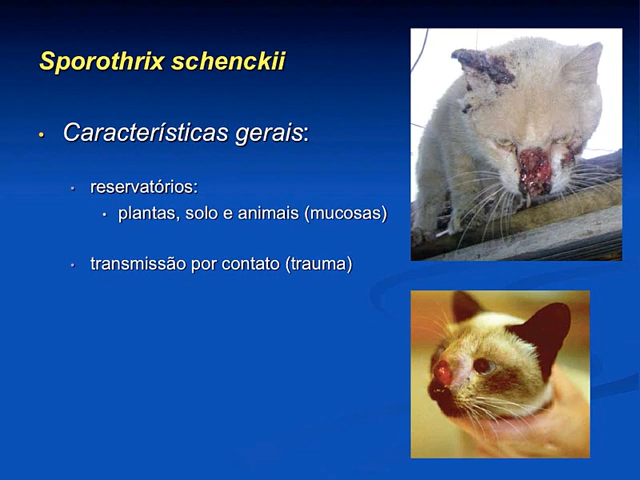 Sporothrix schenckii
• Características gerais:
• reservatórios:
• plantas, solo e animais (mucosas)
• transmissão por contato (trauma)